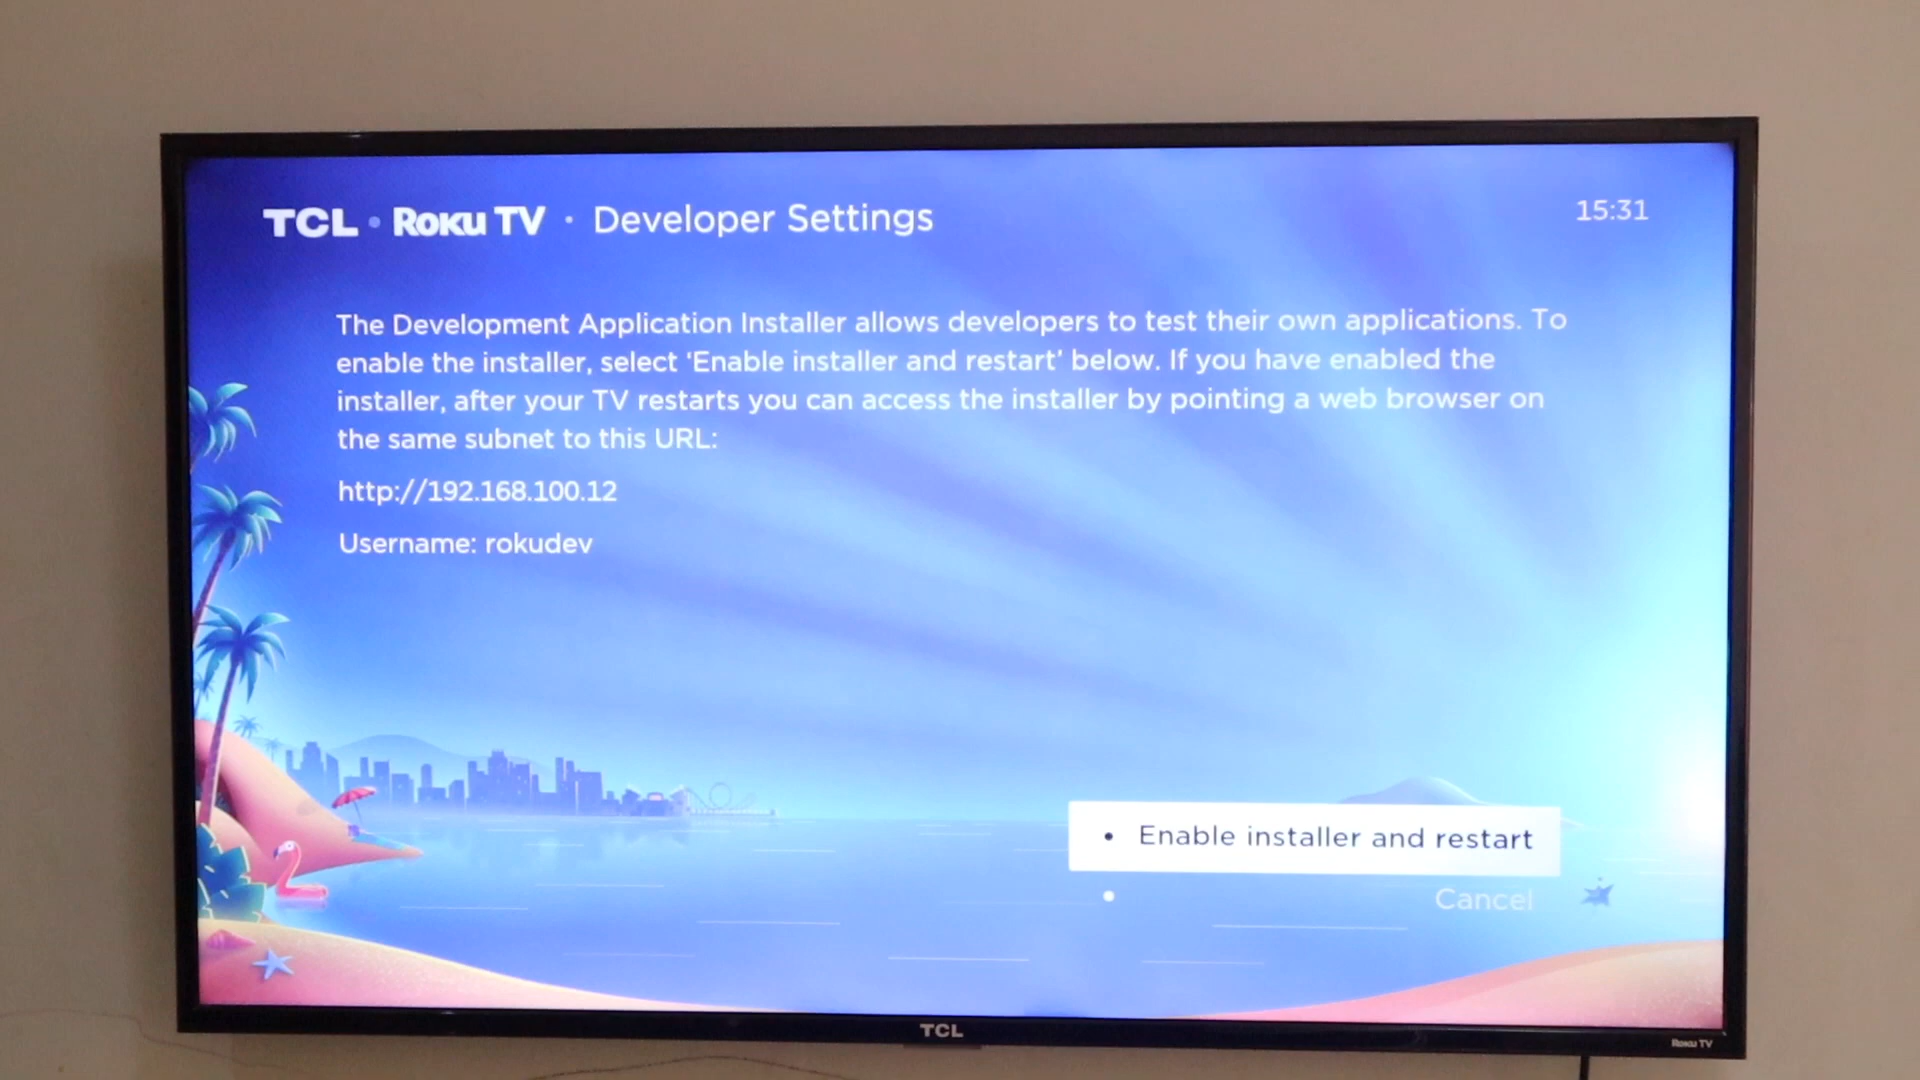 TCL • Roku TV • Developer Settings
15:31
The Development Application Installer allows developers to test their own applications. To
enable the installer, select ‘Enable installer and restart’ below. If you have enabled the
installer, after your TV restarts you can access the installer by pointing a web browser on
the same subnet to this URL:
http://192.168.100.12
Username: rokudev
• Enable installer and restart
• Cancel
TCL
Roku TV